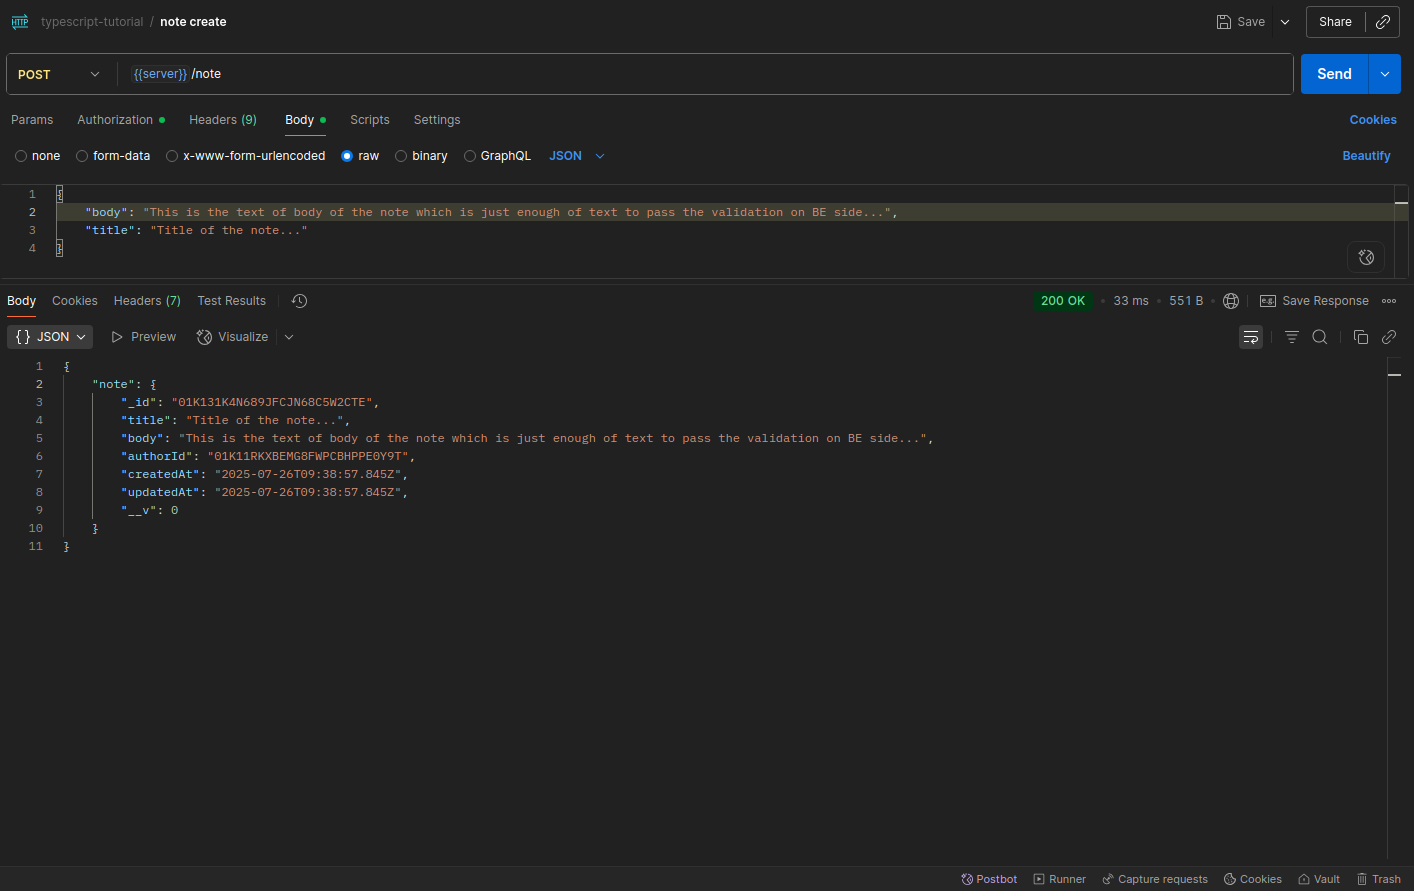 HTTP typescript-tutorial / note create Save Share
POST {{server}}/note Send
Params Authorization Headers (9) Body Scripts Settings Cookies
none form-data x-www-form-urlencoded raw binary GraphQL JSON Beautify
1 {
2 "body": "This is the text of body of the note which is just enough of text to pass the validation on BE side...",
3 "title": "Title of the note..."
4 }
Body Cookies Headers (7) Test Results 200 OK • 33 ms • 551 B • e.g. Save Response
{} JSON Preview Visualize
1 {
2 "note": {
3 "_id": "01K131K4N689JFCJN68C5W2CTE",
4 "title": "Title of the note...",
5 "body": "This is the text of body of the note which is just enough of text to pass the validation on BE side...",
6 "authorId": "01K11RKXBEMG8FWPCBHPPE0Y9T",
7 "createdAt": "2025-07-26T09:38:57.845Z",
8 "updatedAt": "2025-07-26T09:38:57.845Z",
9 "__v": 0
10 }
11 }
Postbot Runner Capture requests Cookies Vault Trash